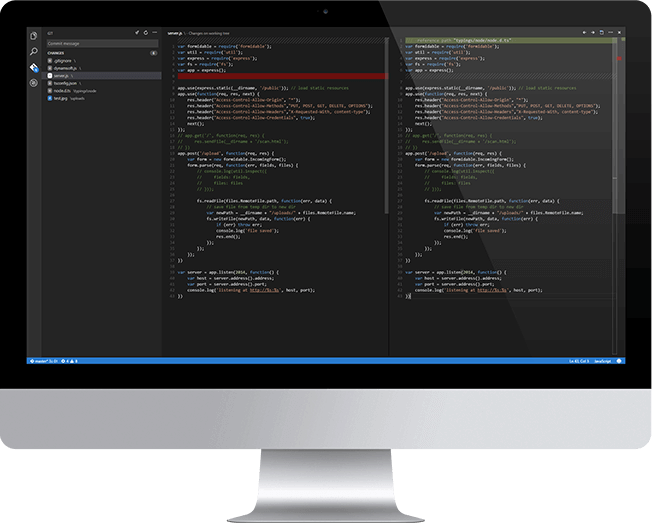 GIT
Commit message
CHANGES 6
.gitignore \
dynamsoft.js \
server.js \
tsconfig.json \
node.d.ts typings/node
test.jpg \uploads
server.js \ - Changes on working tree
var formidable = require('formidable');
var util = require('util');
var express = require('express');
var fs = require('fs');
var app = express();
app.use(express.static(__dirname, '/public')); // load static resources
app.use(function(req, res, next) {
res.header("Access-Control-Allow-Origin", "*");
res.header("Access-Control-Allow-Methods","PUT, POST, GET, DELETE, OPTIONS");
res.header("Access-Control-Allow-Headers","X-Requested-With, content-type");
res.header("Access-Control-Allow-Credentials", true);
next();
});
// app.get('/', function(req, res) {
// res.sendFile(__dirname + '/scan.html');
// })
app.post('/upload', function(req, res) {
var form = new formidable.IncomingForm();
form.parse(req, function(err, fields, files) {
// console.log(util.inspect({
// fields: fields,
// files: files
// }));
fs.readFile(files.RemoteFile.path, function(err, data) {
// save file from temp dir to new dir
var newPath = __dirname + "/uploads/" + files.RemoteFile.name;
fs.writeFile(newPath, data, function(err) {
if (err) throw err;
console.log('file saved');
res.end();
});
});
});
})
var server = app.listen(2014, function() {
var host = server.address().address;
var port = server.address().port;
console.log('listening at http://%s:%s', host, port);
})
reference path="typings/node/node.d.ts"
var formidable = require('formidable');
var util = require('util');
var express = require('express');
var fs = require('fs');
var app = express();
app.use(express.static(__dirname, '/public')); // load static resources
app.use(function(req, res, next) {
res.header("Access-Control-Allow-Origin", "*");
res.header("Access-Control-Allow-Methods","PUT, POST, GET, DELETE, OPTIONS");
res.header("Access-Control-Allow-Headers","X-Requested-With, content-type");
res.header("Access-Control-Allow-Credentials", true);
next();
});
// app.get('/', function(req, res) {
// res.sendFile(__dirname + '/scan.html');
// })
app.post('/upload', function(req, res) {
var form = new formidable.IncomingForm();
form.parse(req, function(err, fields, files) {
// console.log(util.inspect({
// fields: fields,
// files: files
// }));
fs.readFile(files.RemoteFile.path, function(err, data) {
// save file from temp dir to new dir
var newPath = __dirname + "/uploads/" + files.RemoteFile.name;
fs.writeFile(newPath, data, function(err) {
if (err) throw err;
console.log('file saved');
res.end();
});
});
});
})
var server = app.listen(2014, function() {
var host = server.address().address;
var port = server.address().port;
console.log('listening at http://%s:%s', host, port);
})
master*
JavaScript